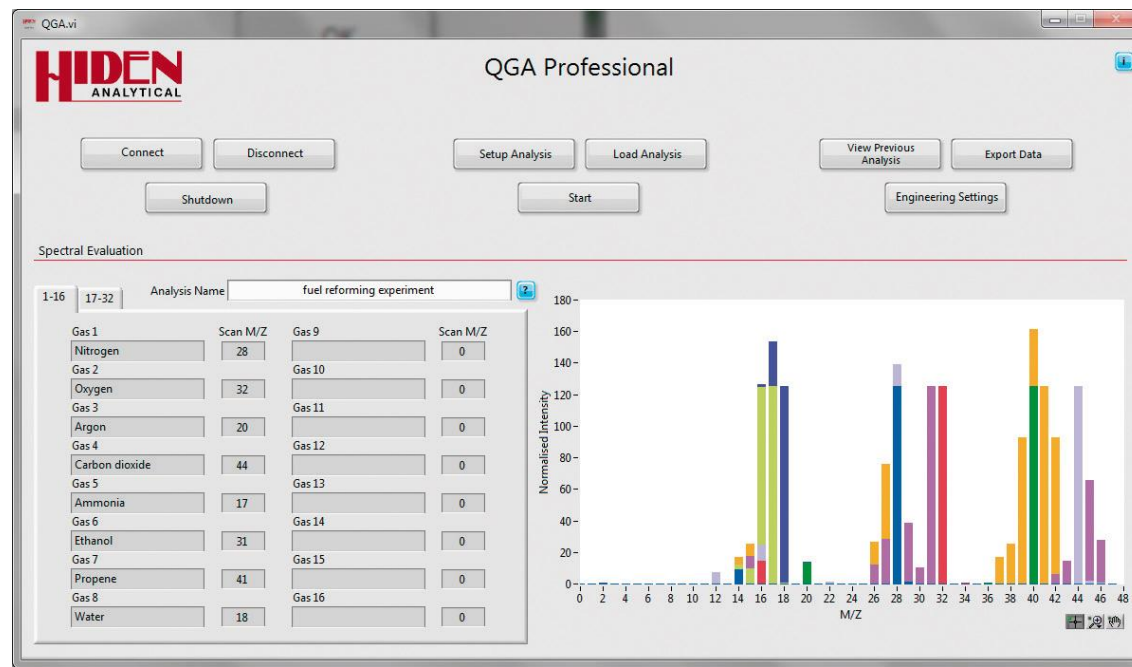 QGA.vi
HIDEN
ANALYTICAL
QGA Professional
Connect
Disconnect
Setup Analysis
Load Analysis
View Previous
Analysis
Export Data
Shutdown
Start
Engineering Settings
Spectral Evaluation
1-16
17-32
Analysis Name
fuel reforming experiment
?
Gas 1 Scan M/Z Gas 9 Scan M/Z
Nitrogen 28 0
Gas 2 Gas 10
Oxygen 32 0
Gas 3 Gas 11
Argon 20 0
Gas 4 Gas 12
Carbon dioxide 44 0
Gas 5 Gas 13
Ammonia 17 0
Gas 6 Gas 14
Ethanol 31 0
Gas 7 Gas 15
Propene 41 0
Gas 8 Gas 16
Water 18 0
Normalised Intensity
180
160
140
120
100
80
60
40
20
0
0 2 4 6 8 10 12 14 16 18 20 22 24 26 28 30 32 34 36 38 40 42 44 46 48
M/Z